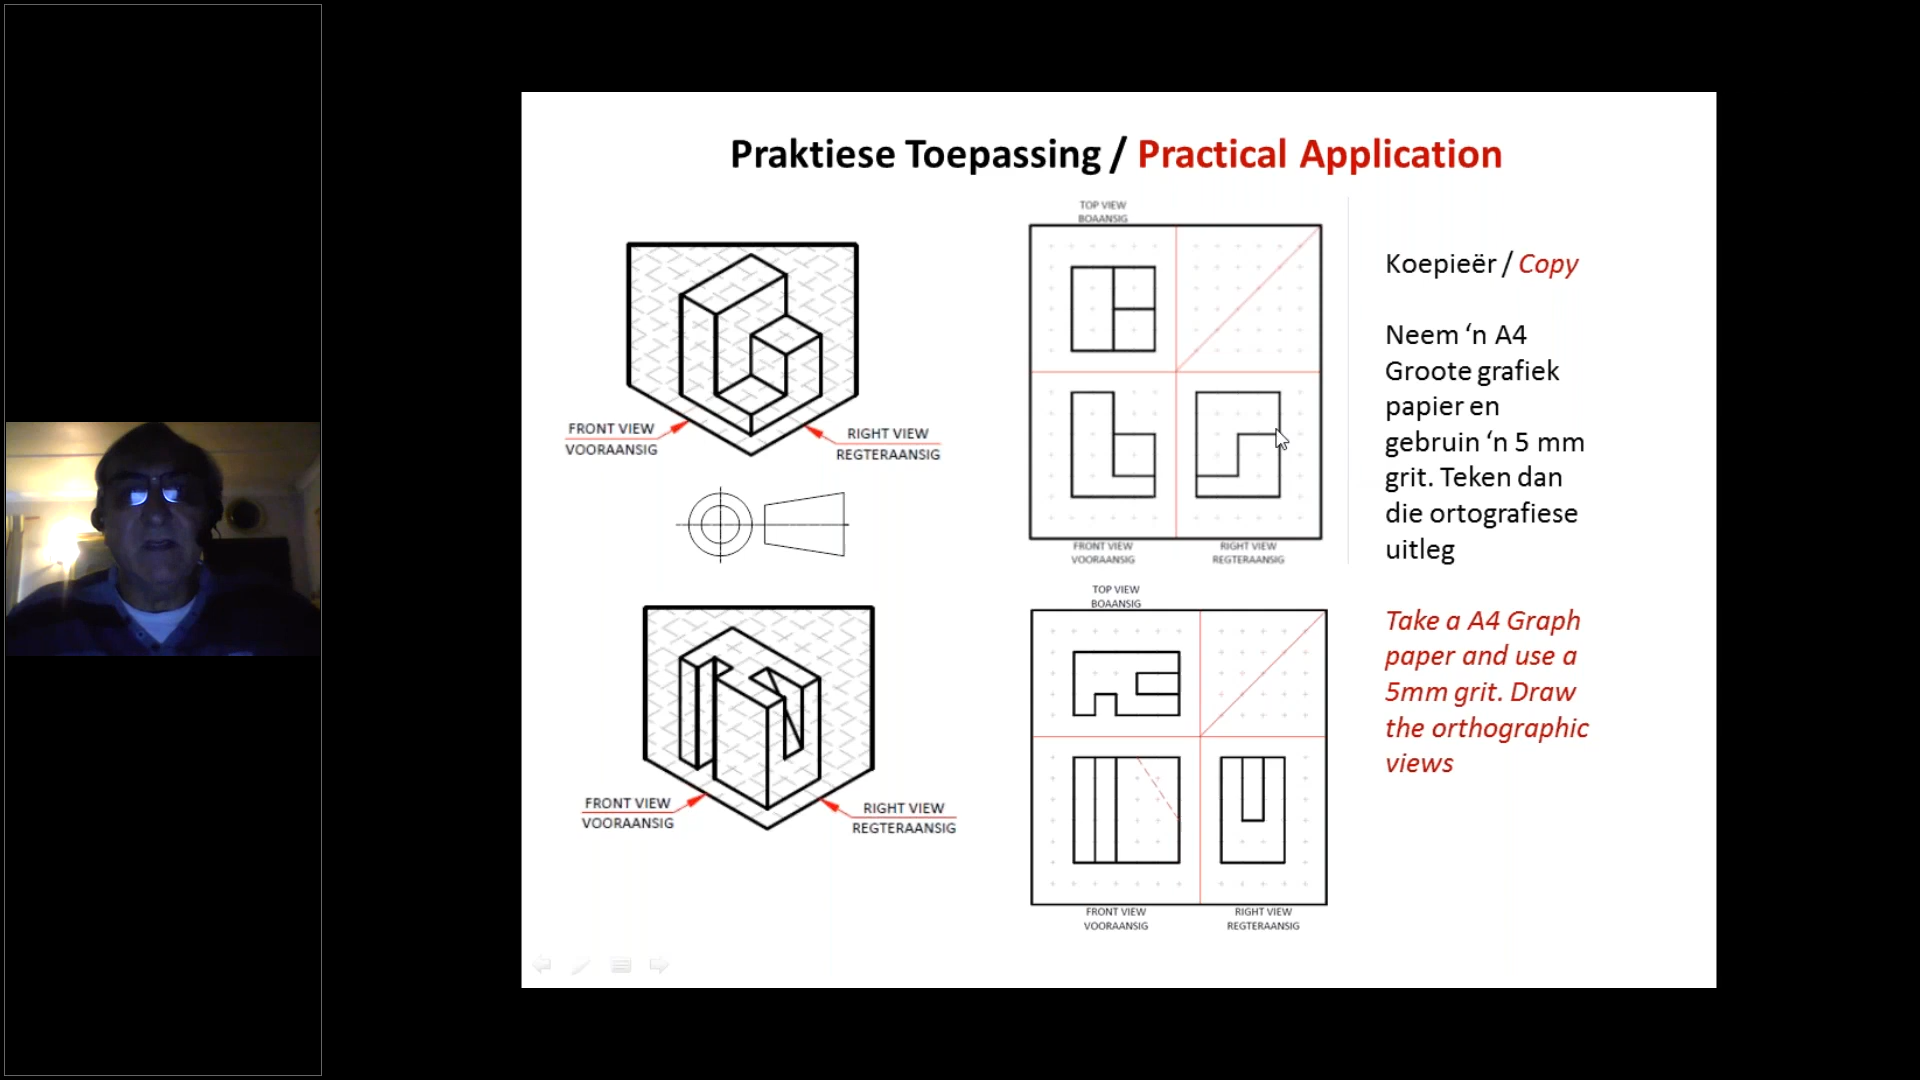 Praktiese Toepassing / Practical Application
TOP VIEW
BOAANSIG
FRONT VIEW
VOORAANSIG
RIGHT VIEW
REGTERAANSIG
FRONT VIEW
VOORAANSIG
RIGHT VIEW
REGTERAANSIG
Koepieër / Copy
Neem ‘n A4
Groote grafiek
papier en
gebruin ‘n 5 mm
grit. Teken dan
die ortografiese
uitleg
TOP VIEW
BOAANSIG
FRONT VIEW
VOORAANSIG
RIGHT VIEW
REGTERAANSIG
FRONT VIEW
VOORAANSIG
RIGHT VIEW
REGTERAANSIG
Take a A4 Graph
paper and use a
5mm grit. Draw
the orthographic
views